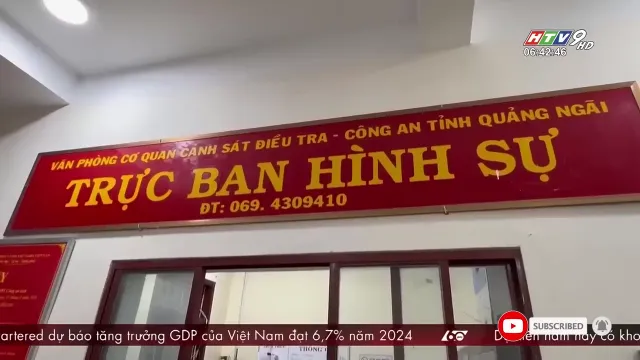 HTV9 HD
06:42:46
VĂN PHÒNG CƠ QUAN CẢNH SÁT ĐIỀU TRA - CÔNG AN TỈNH QUẢNG NGÃI
TRỰC BAN HÌNH SỰ
ĐT: 069. 4309410
THÔNG
SUBSCRIBED
artered dự báo tăng trưởng GDP của Việt Nam đạt 6,7% năm 2024